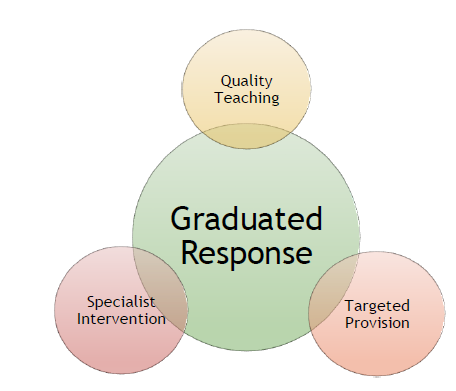 Quality
Teaching
Graduated
Response
Specialist
Intervention
Targeted
Provision